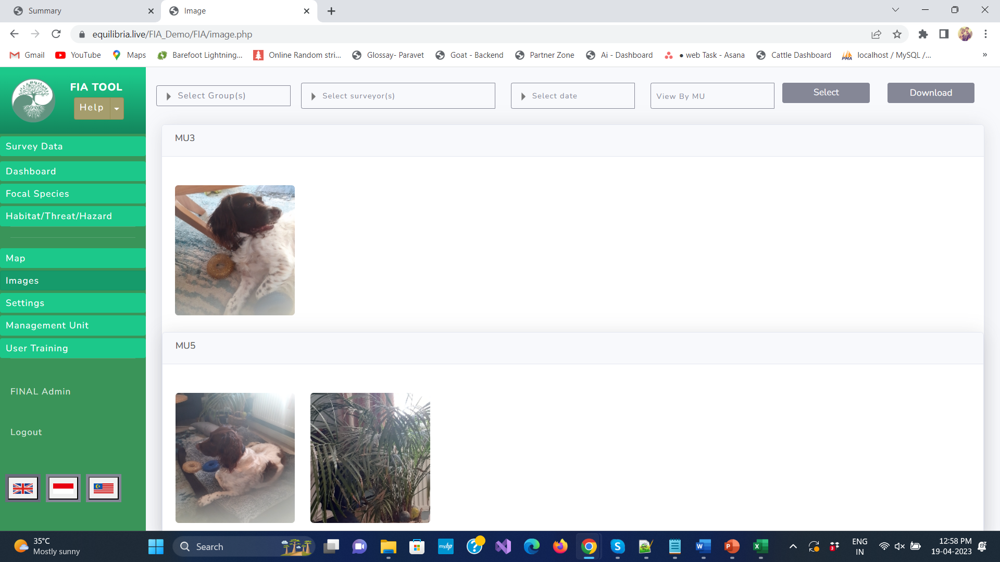 Summary
Image
equilibria.live/FIA_Demo/FIA/image.php
Gmail
YouTube
Maps
Barefoot Lightning...
Online Random stri...
Glossay- Paravet
Goat - Backend
Partner Zone
Ai - Dashboard
● web Task - Asana
Cattle Dashboard
localhost / MySQL /...
»
FIA TOOL
Help
Select Group(s)
Select surveyor(s)
Select date
View By MU
Select
Download
Survey Data
Dashboard
Focal Species
Habitat/Threat/Hazard
Map
Images
Settings
Management Unit
User Training
FINAL Admin
Logout
MU3
MU5
35°C
Mostly sunny
Search
myhp
ENG
IN
12:58 PM
19-04-2023